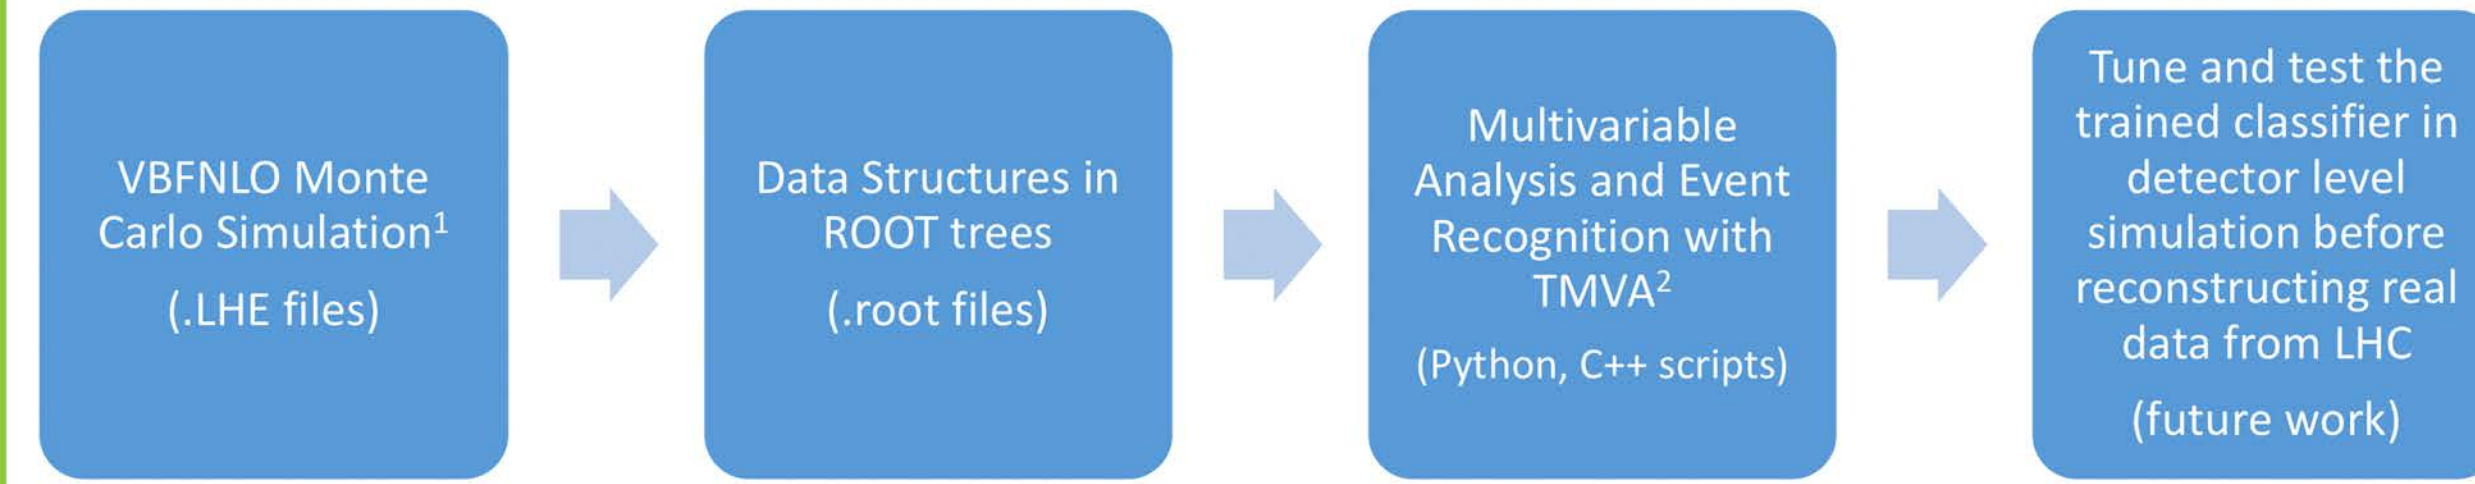 VBFNLO Monte
Carlo Simulation¹
(.LHE files)
Data Structures in
ROOT trees
(.root files)
Multivariable
Analysis and Event
Recognition with
TMVA²
(Python, C++ scripts)
Tune and test the
trained classifier in
detector level
simulation before
reconstructing real
data from LHC
(future work)